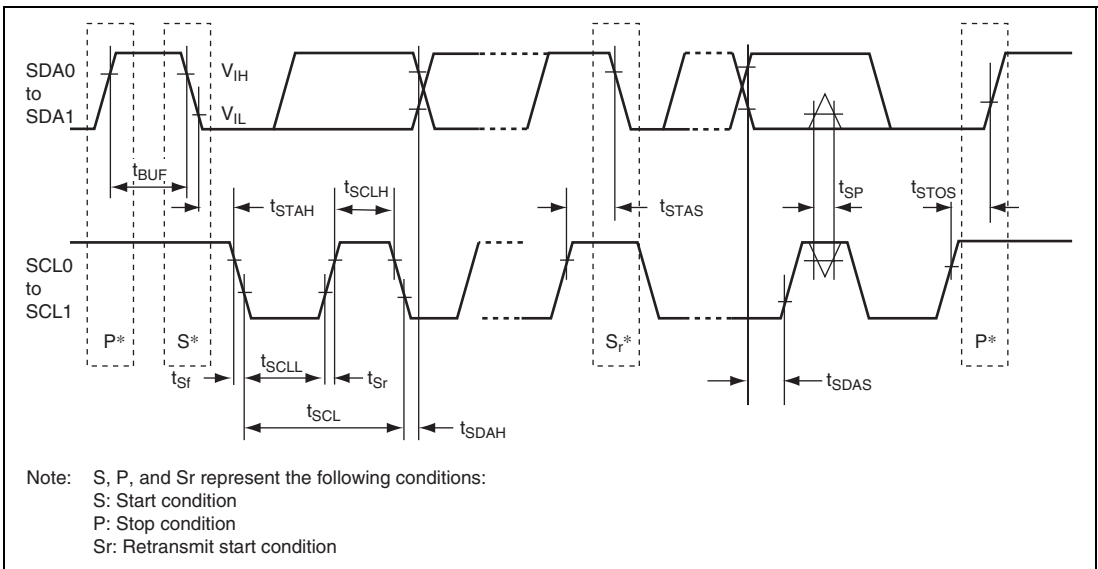 SDA0
to
SDA1
VIH
VIL
tBUF
tSTAH
tSCLH
tSTAS
tSP
tSTOS
SCL0
to
SCL1
P*
S*
Sr*
P*
tSf
tSCLL
tSr
tSCL
tSDAH
tSDAS
Note: S, P, and Sr represent the following conditions:
S: Start condition
P: Stop condition
Sr: Retransmit start condition